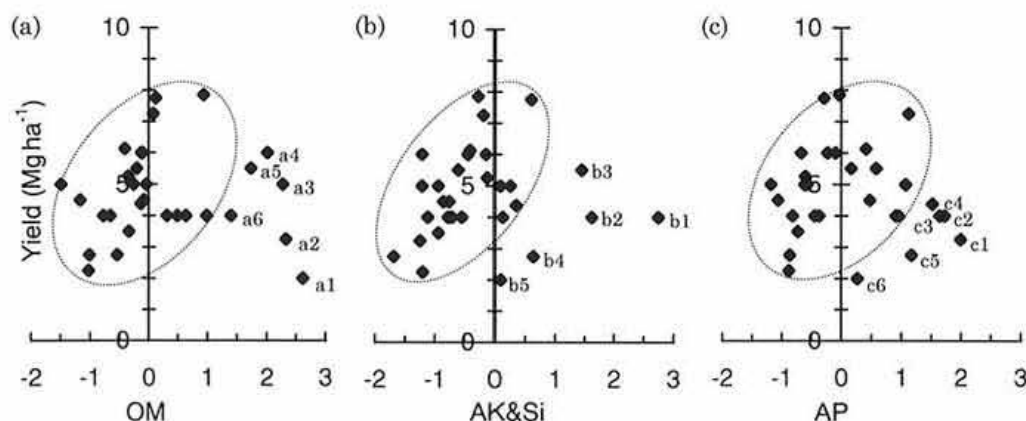 (a) (b) (c)
10 10 10
Yield (Mgha⁻¹)
a4
a5 b3
5 a3 5 5
c4
a6 b2 b1 c3 c2
a2 c1
b4 c5
a1 b5 c6
0 0 0
-2 -1 0 1 2 3 -2 -1 0 1 2 3 -2 -1 0 1 2 3
OM AK&Si AP